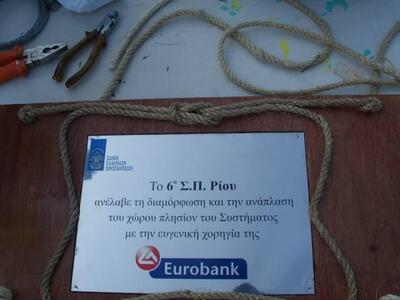 ΣΩΜΑ
ΕΛΛΗΝΩΝ
ΠΡΟΣΚΟΠΩΝ
Το 6ο Σ.Π. Ρίου
ανέλαβε τη διαμόρφωση και την ανάπλαση
του χώρου πλησίον του Συστήματος
με την ευγενική χορηγία της
Eurobank